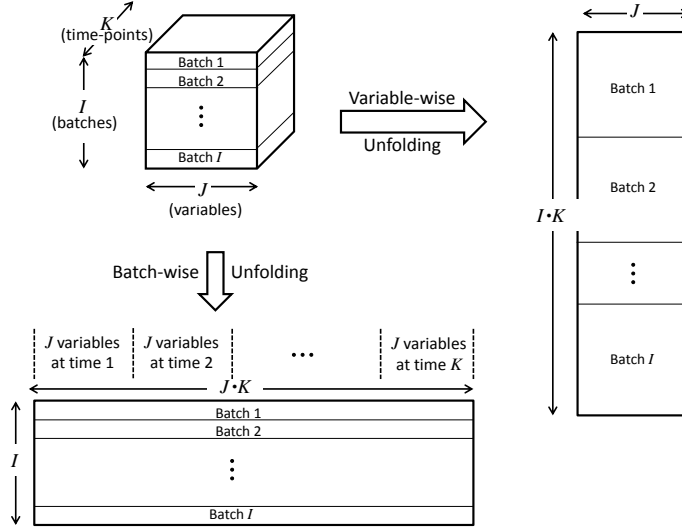 K
(time-points)
Batch 1
Batch 2
⋮
Batch I
I
(batches)
J
(variables)
Variable-wise
Unfolding
Batch-wise Unfolding
J
Batch 1
Batch 2
⋮
Batch I
I•K
J variables
at time 1
J variables
at time 2
...
J variables
at time K
J•K
I
Batch 1
Batch 2
⋮
Batch I